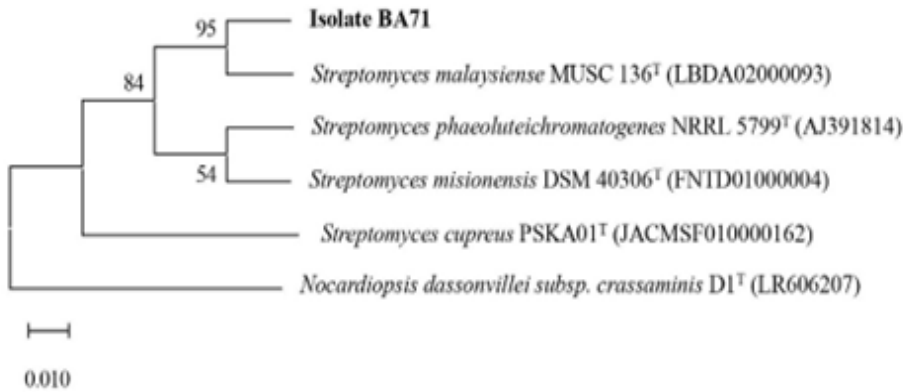 95
Isolate BA71
84
Streptomyces malaysiense MUSC 136ᵀ (LBDA02000093)
Streptomyces phaeoluteichromatogenes NRRL 5799ᵀ (AJ391814)
54
Streptomyces misionensis DSM 40306ᵀ (FNTD01000004)
Streptomyces cupreus PSKA01ᵀ (JACMSF010000162)
Nocardiopsis dassonvillei subsp. crassaminis D1ᵀ (LR606207)
0.010